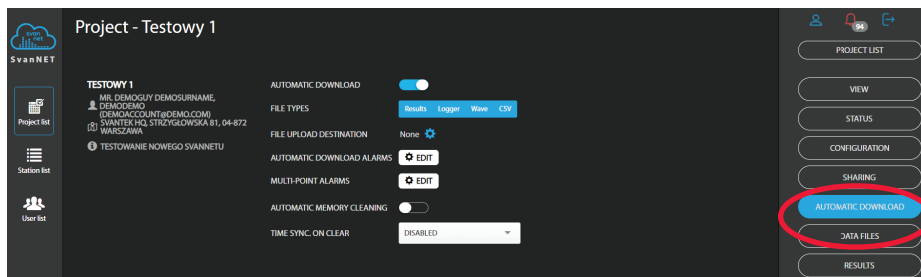 svan
net
SvanNET
Project list
Station list
User list
Project - Testowy 1
TESTOWY 1
MR. DEMOGUY DEMOSURNAME,
DEMODEMO
(DEMOACCOUNT@DEMO.COM)
SVANTEK HQ, STRZYGŁOWSKA 81, 04-872
WARSZAWA
TESTOWANIE NOWEGO SVANNETU
AUTOMATIC DOWNLOAD
FILE TYPES Results Logger Wave CSV
FILE UPLOAD DESTINATION None
AUTOMATIC DOWNLOAD ALARMS EDIT
MULTI-POINT ALARMS EDIT
AUTOMATIC MEMORY CLEANING
TIME SYNC. ON CLEAR DISABLED
94
PROJECT LIST
VIEW
STATUS
CONFIGURATION
SHARING
AUTOMATIC DOWNLOAD
DATA FILES
RESULTS